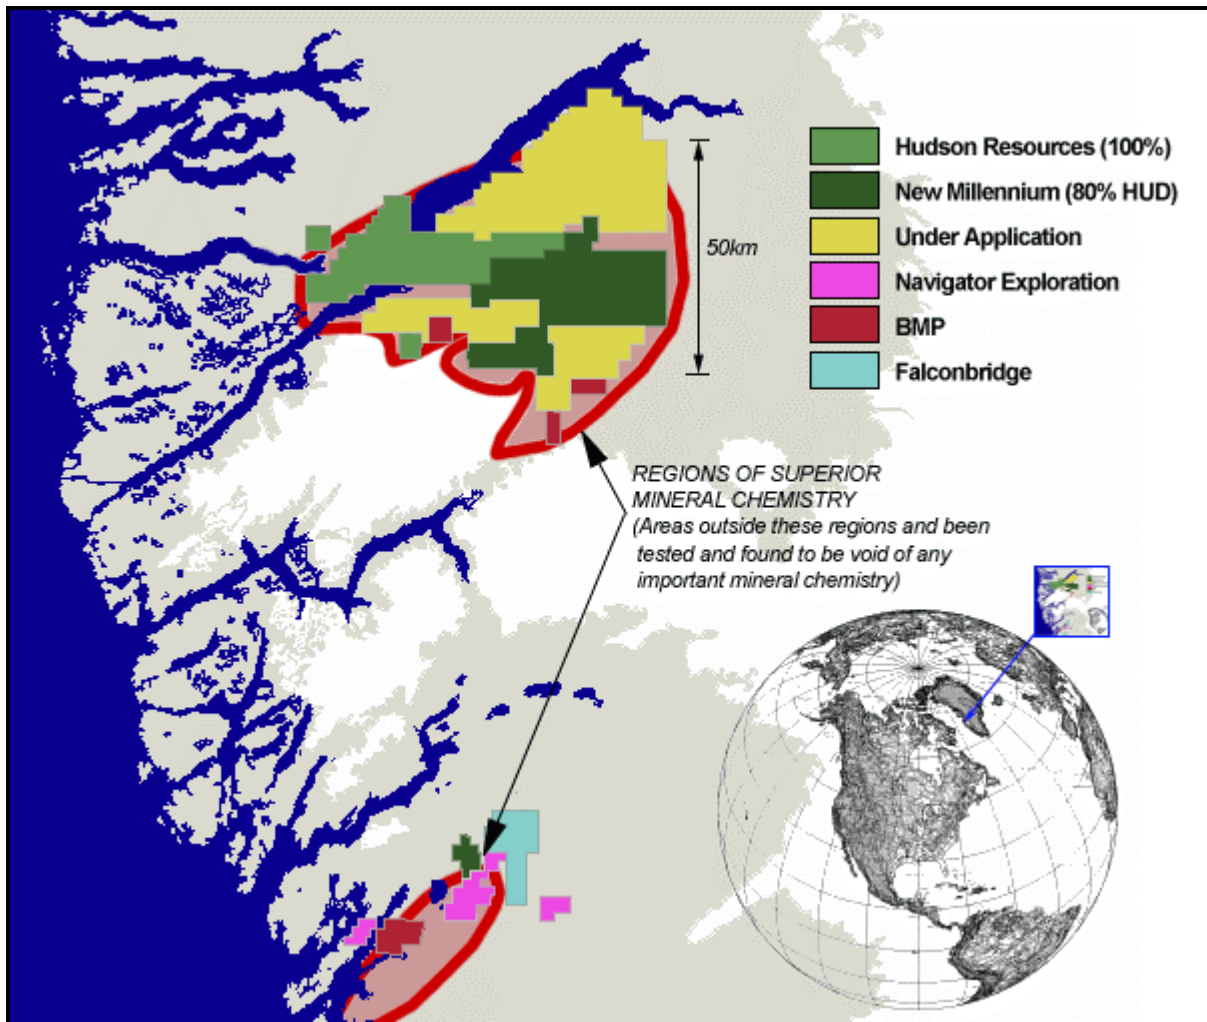 Hudson Resources (100%)
New Millennium (80% HUD)
Under Application
Navigator Exploration
BMP
Falconbridge
50km
REGIONS OF SUPERIOR
MINERAL CHEMISTRY
(Areas outside these regions and been
tested and found to be void of any
important mineral chemistry)